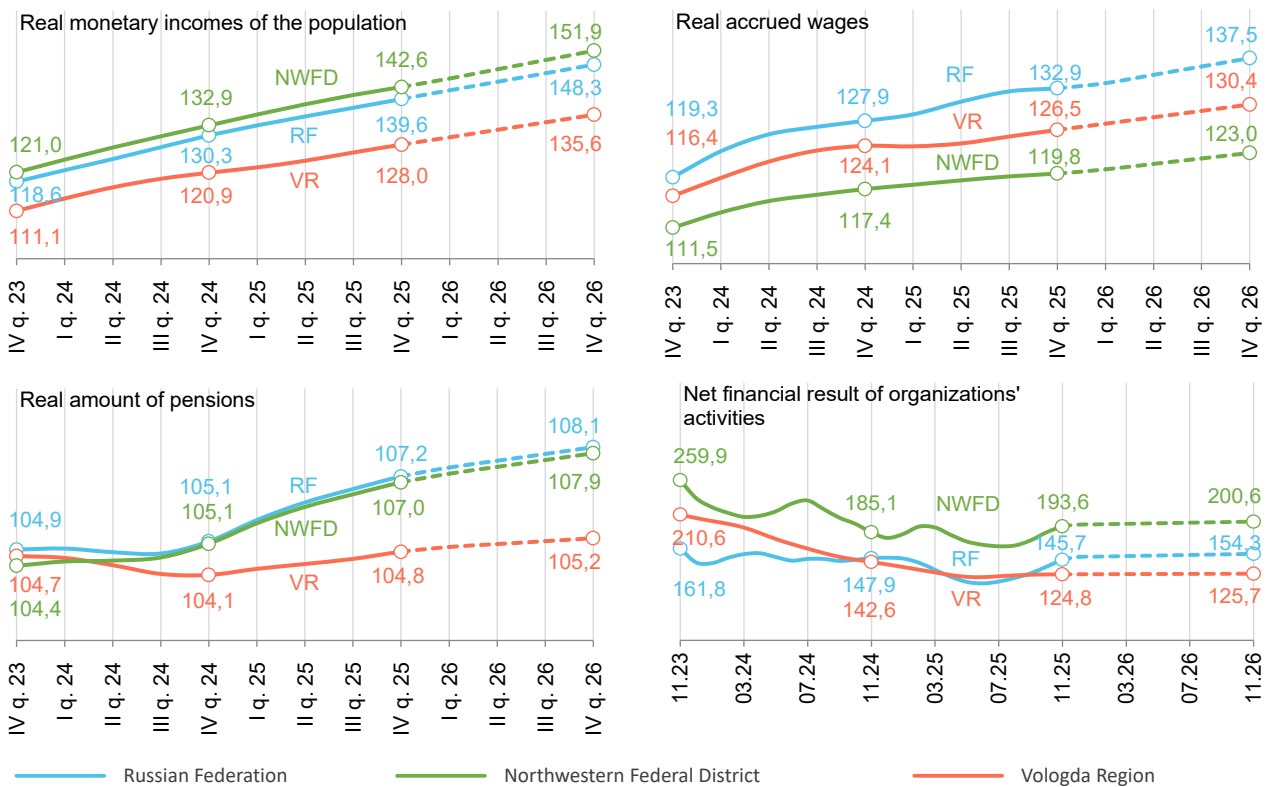 Real monetary incomes of the population
121,0
118,6
111,1
132,9
130,3
120,9
NWFD
RF
VR
142,6
139,6
128,0
151,9
148,3
135,6
IV q. 23
I q. 24
II q. 24
III q. 24
IV q. 24
I q. 25
II q. 25
III q. 25
IV q. 25
I q. 26
II q. 26
III q. 26
IV q. 26
Real accrued wages
119,3
116,4
111,5
127,9
124,1
117,4
RF
VR
NWFD
132,9
126,5
119,8
137,5
130,4
123,0
IV q. 23
I q. 24
II q. 24
III q. 24
IV q. 24
I q. 25
II q. 25
III q. 25
IV q. 25
I q. 26
II q. 26
III q. 26
IV q. 26
Real amount of pensions
104,9
104,7
104,4
105,1
105,1
104,1
RF
NWFD
VR
107,2
107,0
104,8
108,1
107,9
105,2
IV q. 23
I q. 24
II q. 24
III q. 24
IV q. 24
I q. 25
II q. 25
III q. 25
IV q. 25
I q. 26
II q. 26
III q. 26
IV q. 26
Net financial result of organizations'
activities
259,9
210,6
161,8
185,1
147,9
142,6
NWFD
RF
VR
193,6
145,7
124,8
200,6
154,3
125,7
11.23
03.24
07.24
11.24
03.25
07.25
11.25
03.26
07.26
11.26
Russian Federation
Northwestern Federal District
Vologda Region